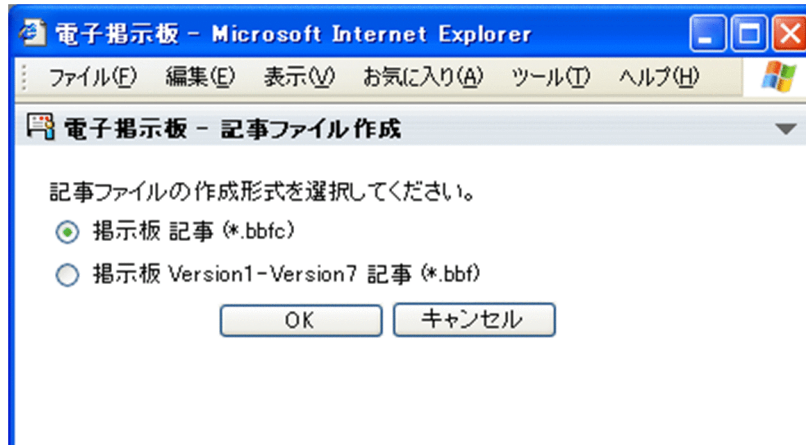 電子掲示板 - Microsoft Internet Explorer
ファイル(F) 編集(E) 表示(V) お気に入り(A) ツール(T) ヘルプ(H)
電子掲示板 - 記事ファイル作成
記事ファイルの作成形式を選択してください。
掲示板 記事 (*.bbfc)
掲示板 Version1-Version7 記事 (*.bbf)
OK キャンセル